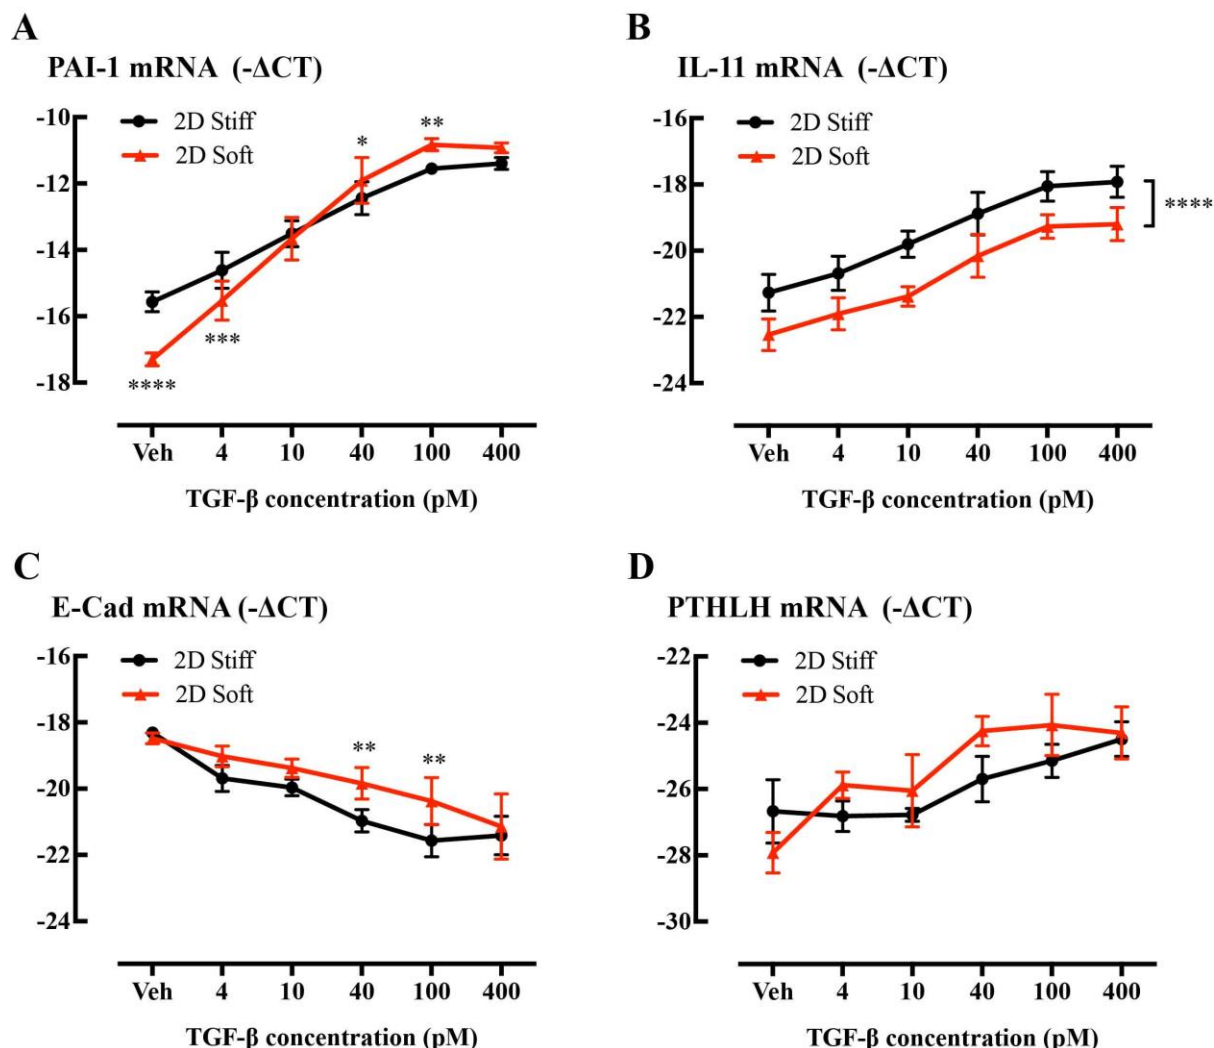 A
PAI-1 mRNA (-ΔCT)
2D Stiff
2D Soft
-10
-12
-14
-16
-18
*
**
***
****
Veh 4 10 40 100 400
TGF-β concentration (pM)
B
IL-11 mRNA (-ΔCT)
2D Stiff
2D Soft
-16
-18
-20
-22
-24
****
Veh 4 10 40 100 400
TGF-β concentration (pM)
C
E-Cad mRNA (-ΔCT)
2D Stiff
2D Soft
-16
-18
-20
-22
-24
** **
Veh 4 10 40 100 400
TGF-β concentration (pM)
D
PTHLH mRNA (-ΔCT)
2D Stiff
2D Soft
-22
-24
-26
-28
-30
Veh 4 10 40 100 400
TGF-β concentration (pM)